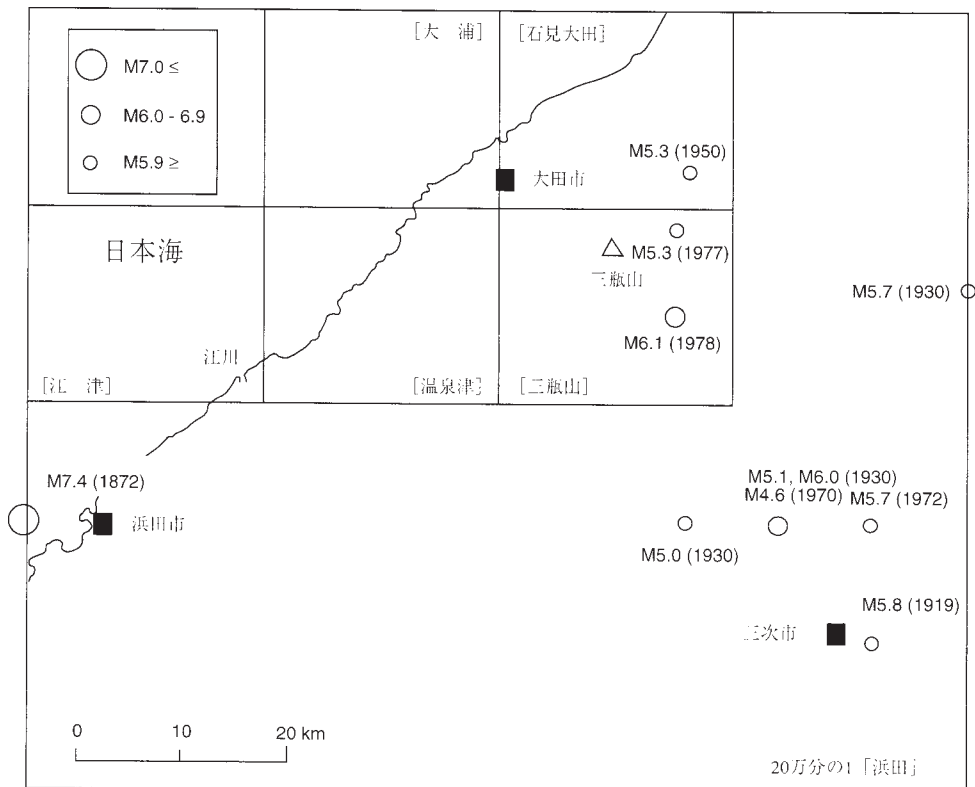 [大 浦]
[石見大田]
M7.0 ≤
M6.0 - 6.9
M5.9 ≥
M5.3 (1950)
大田市
日本海
M5.3 (1977)
三瓶山
M5.7 (1930)
M6.1 (1978)
江川
[江 津]
[温泉津]
[三瓶山]
M7.4 (1872)
浜田市
M5.1, M6.0 (1930)
M4.6 (1970)
M5.7 (1972)
M5.0 (1930)
M5.8 (1919)
三次市
0 10 20 km
20万分の1「浜田」